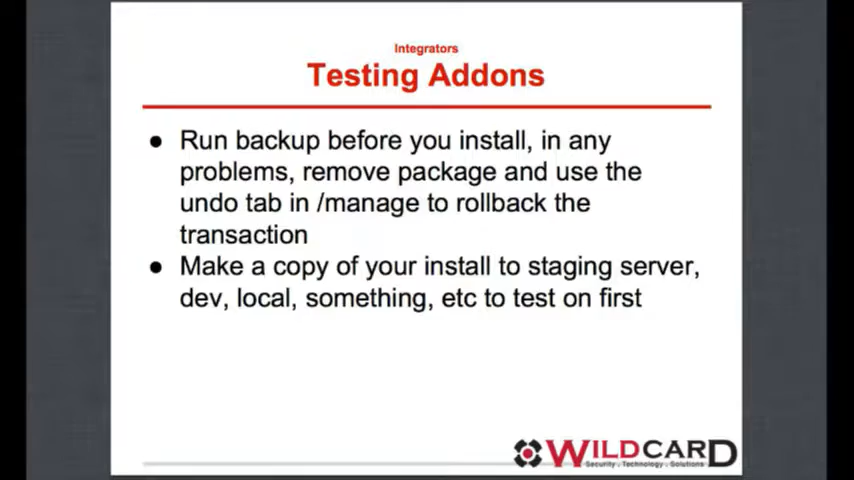 Integrators
Testing Addons
● Run backup before you install, in any
problems, remove package and use the
undo tab in /manage to rollback the
transaction
● Make a copy of your install to staging server,
dev, local, something, etc to test on first
WILDCARD
Security . Technology . Solutions